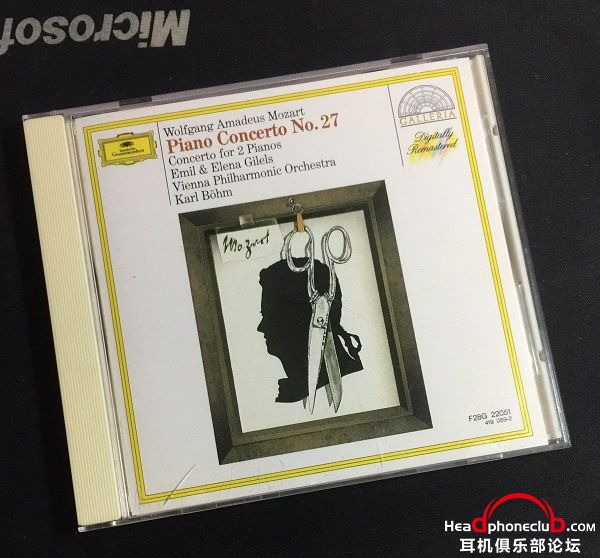 Microsof
Deutsche
Grammophon
Wolfgang Amadeus Mozart
Piano Concerto No. 27
Concerto for 2 Pianos
Emil & Elena Gilels
Vienna Philharmonic Orchestra
Karl Böhm
GALLERIA
Digitally
Remastered
Mozart
F28G 22051
419 059-2
Headphoneclub.com
耳机俱乐部论坛